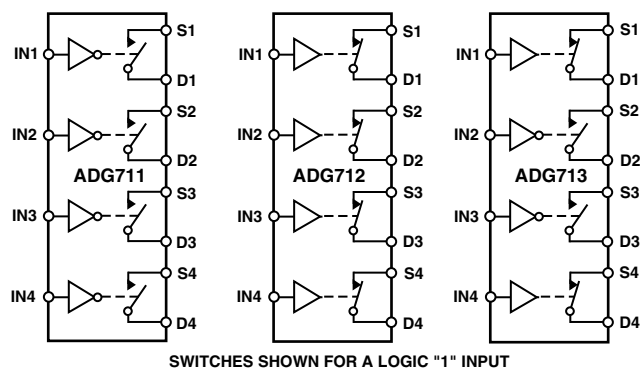 S1
IN1
D1
S2
IN2
D2
ADG711
S3
IN3
D3
S4
IN4
D4
S1
IN1
D1
S2
IN2
D2
ADG712
S3
IN3
D3
S4
IN4
D4
S1
IN1
D1
S2
IN2
D2
ADG713
S3
IN3
D3
S4
IN4
D4
SWITCHES SHOWN FOR A LOGIC "1" INPUT